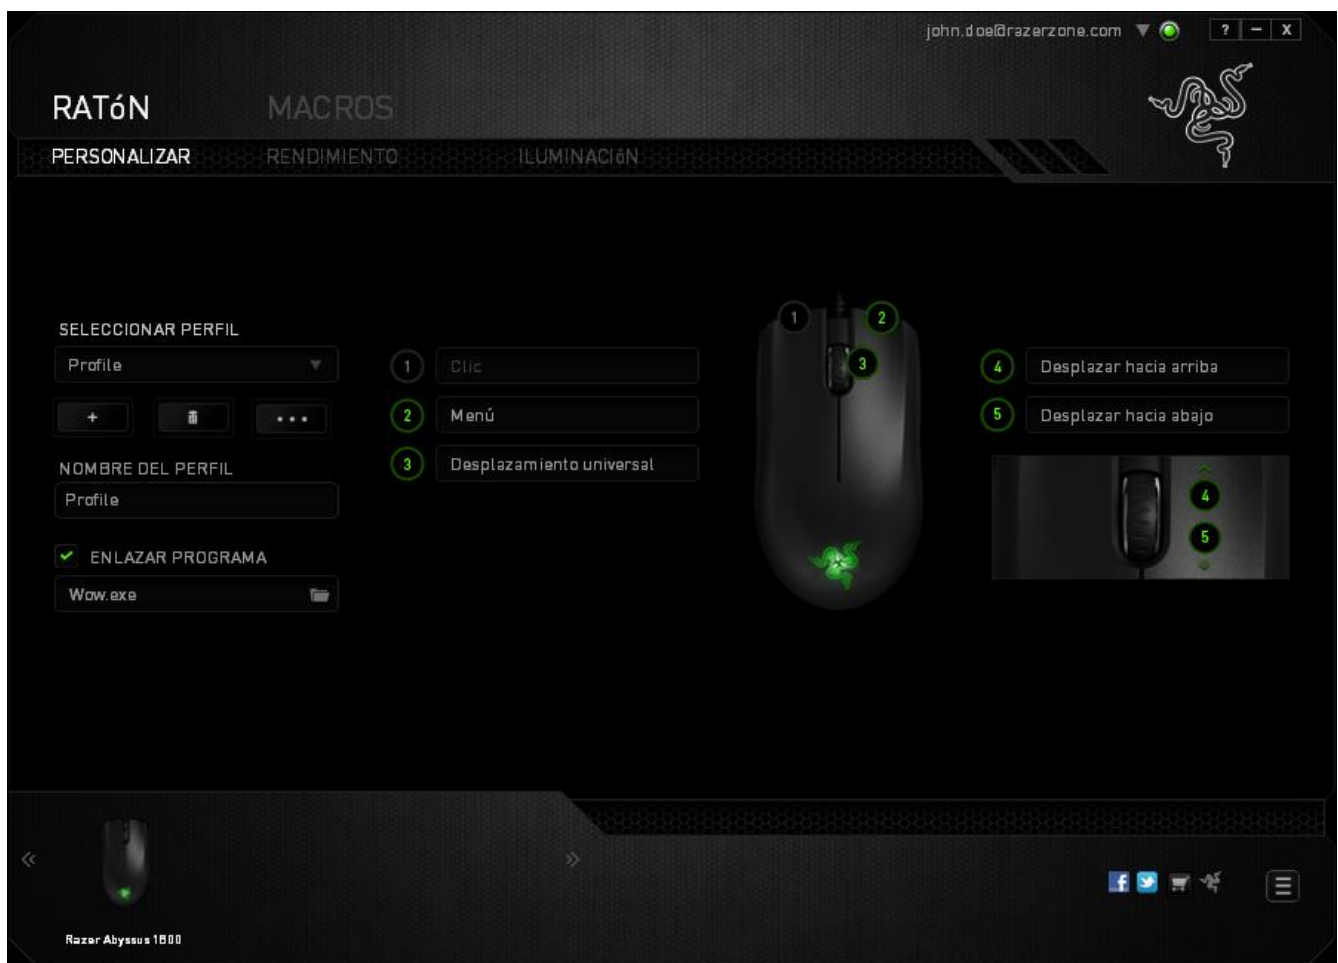 john.doe@razerzone.com
? – X
RATóN MACROS
PERSONALIZAR RENDIMIENTO ILUMINACIóN
SELECCIONAR PERFIL
Profile
+
NOMBRE DEL PERFIL
Profile
ENLAZAR PROGRAMA
Wow.exe
1 Clic
2 Menú
3 Desplazamiento universal
1
2
3
4 Desplazar hacia arriba
5 Desplazar hacia abajo
4
5
Razer Abyssus 1800